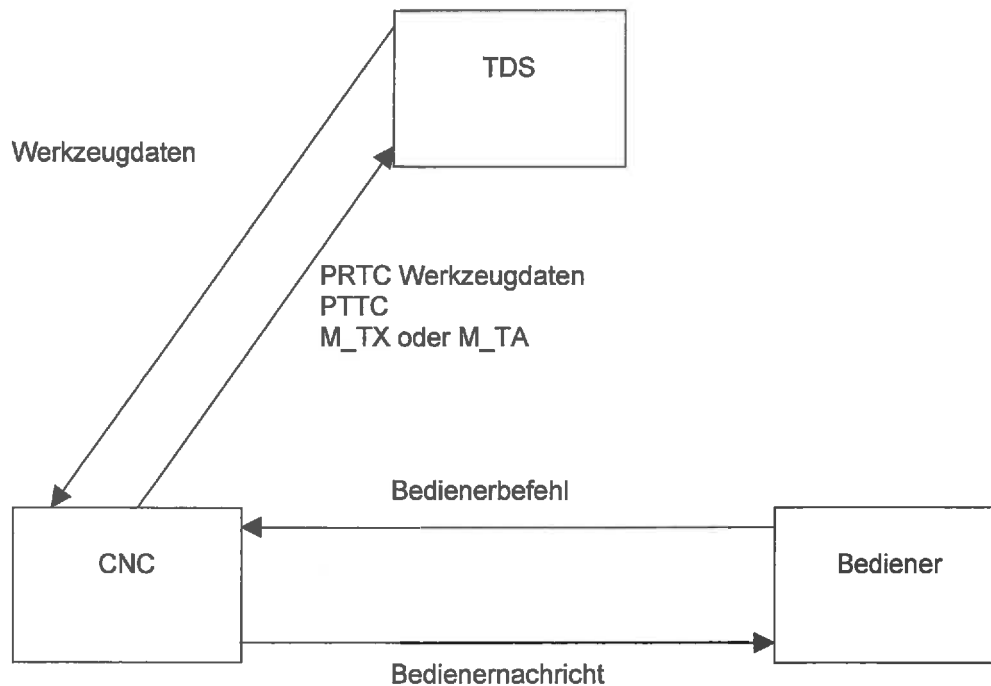 TDS
Werkzeugdaten
PRTC Werkzeugdaten
PTTC
M_TX oder M_TA
Bedienerbefehl
CNC
Bediener
Bedienernachricht